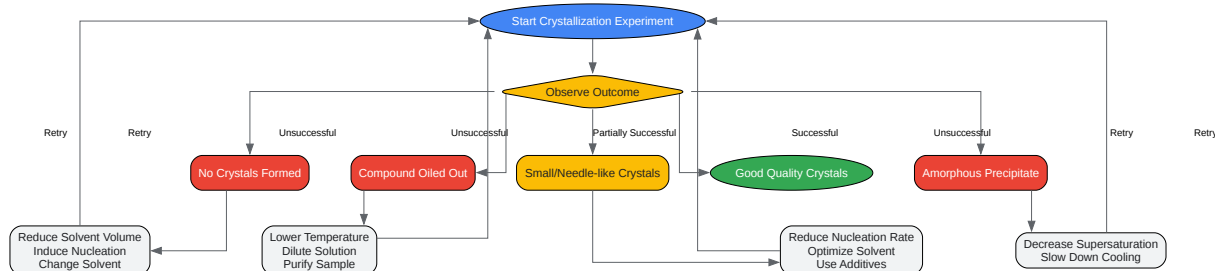 Start Crystallization Experiment
Observe Outcome
Retry
Retry
Unsuccessful
Unsuccessful
Partially Successful
Successful
Unsuccessful
Retry
Retry
No Crystals Formed
Compound Oiled Out
Small/Needle-like Crystals
Good Quality Crystals
Amorphous Precipitate
Reduce Solvent Volume
Induce Nucleation
Change Solvent
Lower Temperature
Dilute Solution
Purify Sample
Reduce Nucleation Rate
Optimize Solvent
Use Additives
Decrease Supersaturation
Slow Down Cooling